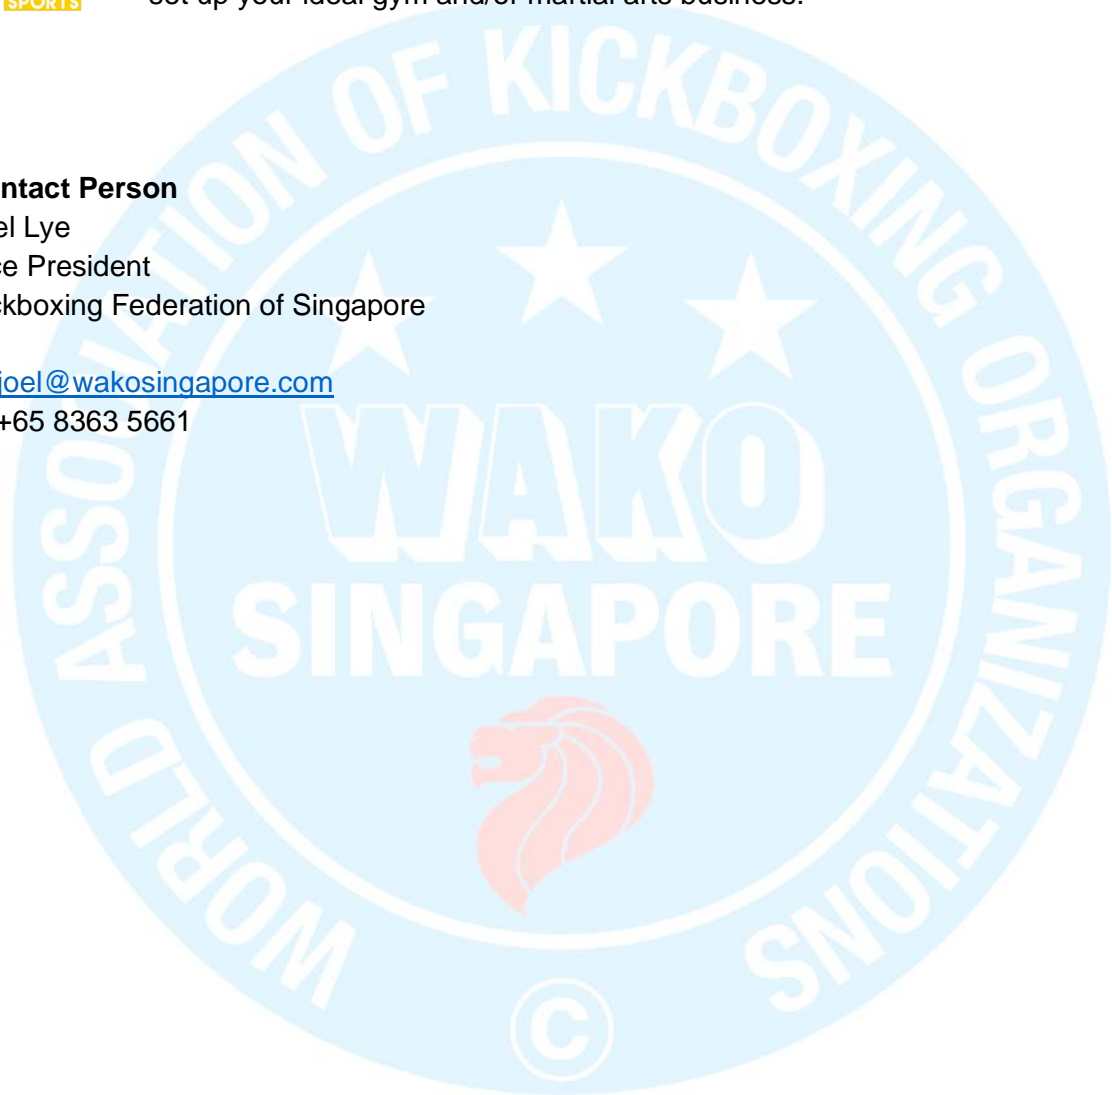 SPORTS
set up your ideal gym and/or martial arts business.
ntact Person
el Lye
ce President
ckboxing Federation of Singapore
joel@wakosingapore.com
+65 8363 5661
WORLD ASSOCIATION OF KICKBOXING ORGANIZATIONS
WAKO
SINGAPORE
©